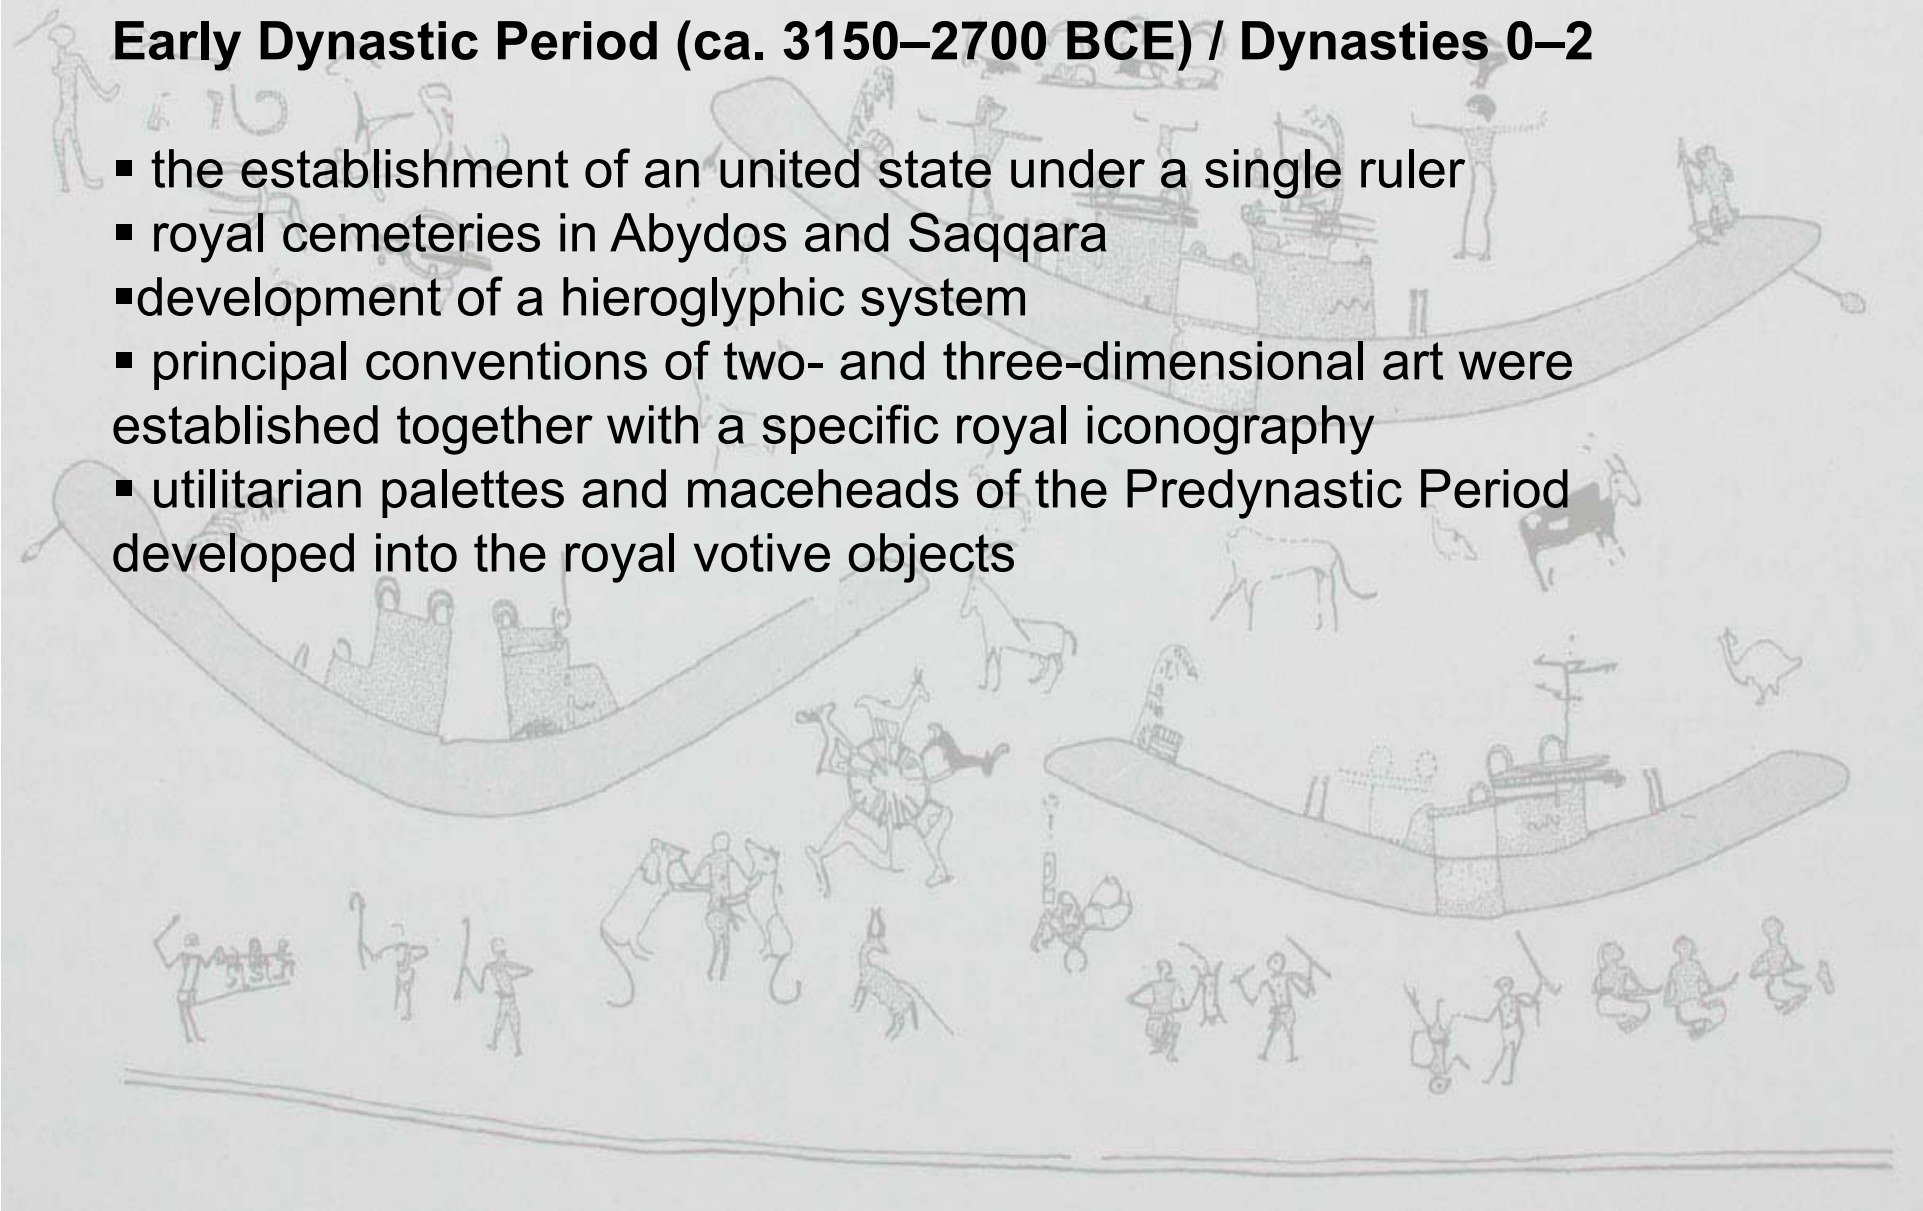 Early Dynastic Period (ca. 3150–2700 BCE) / Dynasties 0–2
▪ the establishment of an united state under a single ruler
▪ royal cemeteries in Abydos and Saqqara
▪development of a hieroglyphic system
▪ principal conventions of two- and three-dimensional art were
established together with a specific royal iconography
▪ utilitarian palettes and maceheads of the Predynastic Period
developed into the royal votive objects